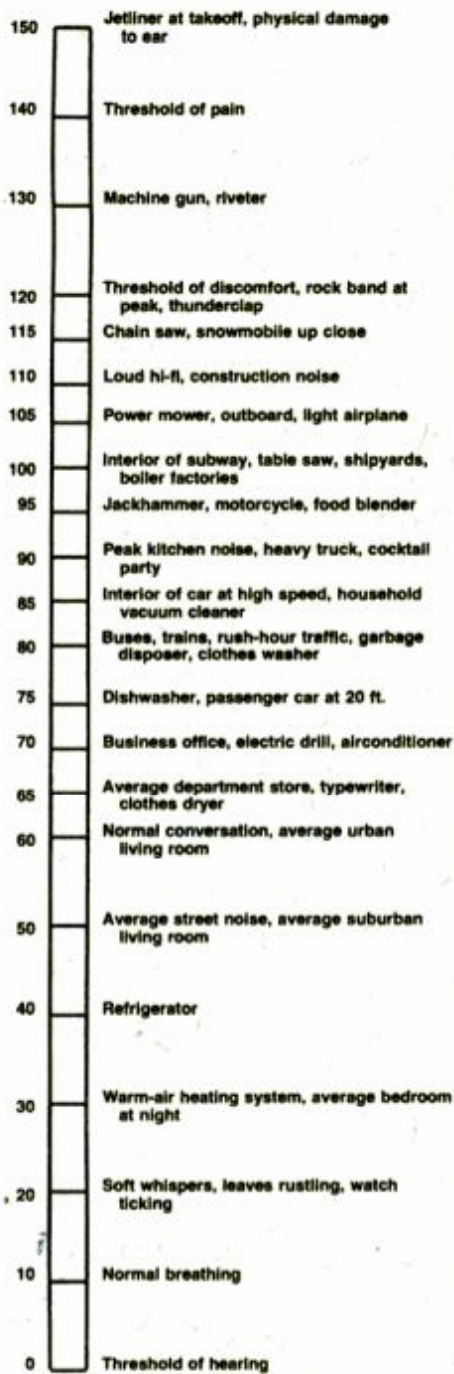 150 Jetliner at takeoff, physical damage
to ear
140 Threshold of pain
130 Machine gun, riveter
120 Threshold of discomfort, rock band at
peak, thunderclap
115 Chain saw, snowmobile up close
110 Loud hi-fi, construction noise
105 Power mower, outboard, light airplane
100 Interior of subway, table saw, shipyards,
boiler factories
95 Jackhammer, motorcycle, food blender
90 Peak kitchen noise, heavy truck, cocktail
party
85 Interior of car at high speed, household
vacuum cleaner
80 Buses, trains, rush-hour traffic, garbage
disposer, clothes washer
75 Dishwasher, passenger car at 20 ft.
70 Business office, electric drill, airconditioner
65 Average department store, typewriter,
clothes dryer
60 Normal conversation, average urban
living room
50 Average street noise, average suburban
living room
40 Refrigerator
30 Warm-air heating system, average bedroom
at night
20 Soft whispers, leaves rustling, watch
ticking
10 Normal breathing
0 Threshold of hearing